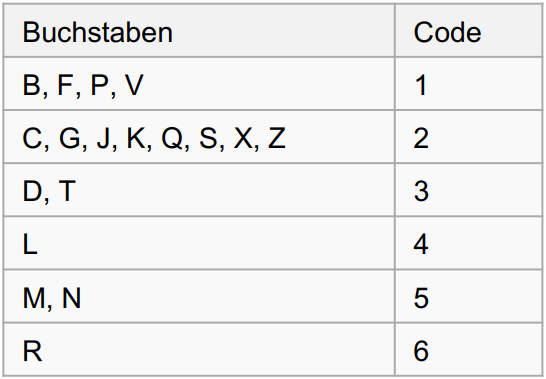 Buchstaben Code
B, F, P, V 1
C, G, J, K, Q, S, X, Z 2
D, T 3
L 4
M, N 5
R 6